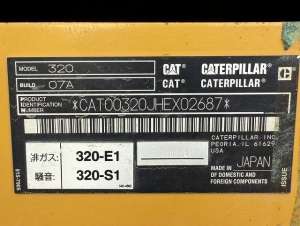 MODEL 320 CAT CATERPILLAR
BUILD 07A CAT CATERPILLAR
PRODUCT IDENTIFICATION NUMBER *CAT00320JHEX02687*
CATERPILLAR INC.
PEORIA, IL 61629
USA
排ガス: 320-E1
騒音: 320-S1
MADE IN JAPAN
OF DOMESTIC AND
FOREIGN COMPONENTS
ISSUE